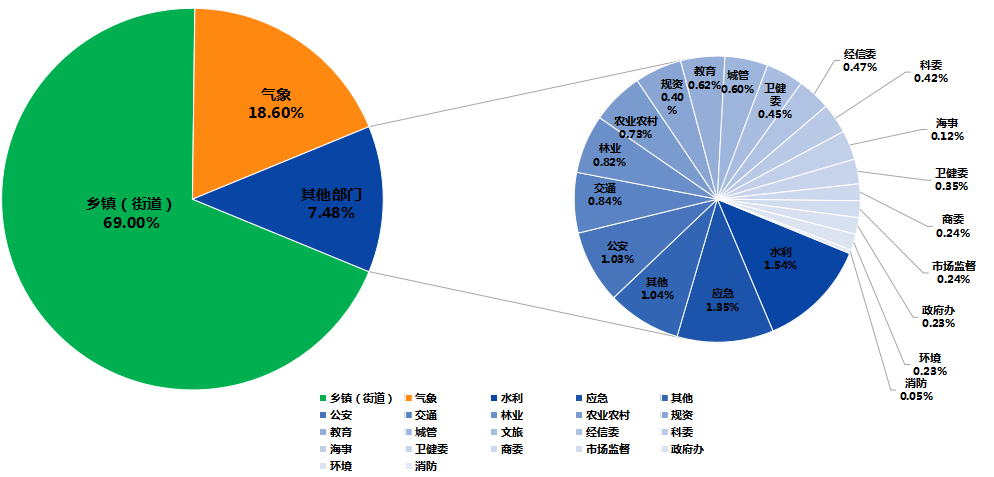 气象
18.60%
乡镇（街道）
69.00%
其他部门
7.48%
水利
1.54%
应急
1.35%
其他
1.04%
公安
1.03%
交通
0.84%
林业
0.82%
农业农村
0.73%
规资
0.40
%
教育
0.62%
城管
0.60%
卫健
委
0.45%
经信委
0.47%
科委
0.42%
海事
0.12%
卫健委
0.35%
商委
0.24%
市场监督
0.24%
政府办
0.23%
环境
0.23%
消防
0.05%
乡镇（街道） 气象 水利 应急 其他
公安 交通 林业 农业农村 规资
教育 城管 文旅 经信委 科委
海事 卫健委 商委 市场监督 政府办
环境 消防